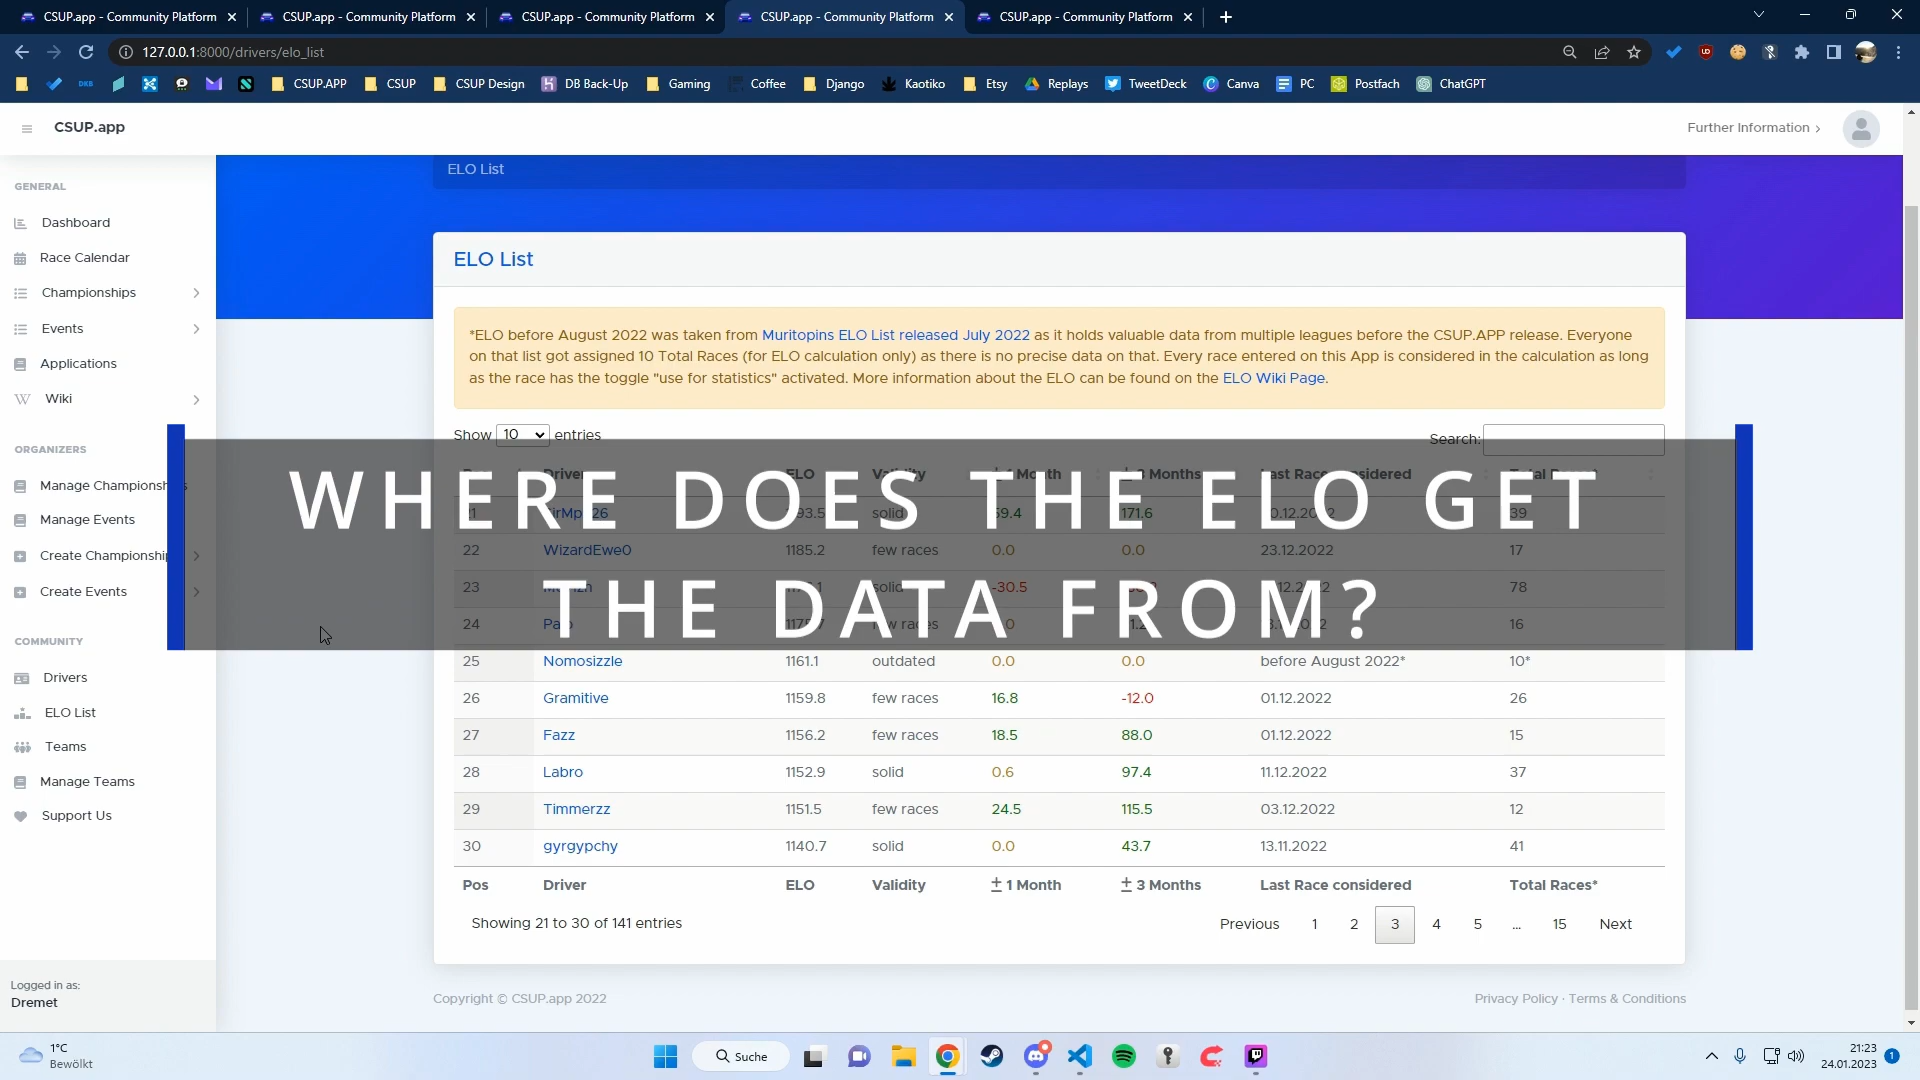 CSUP.app - Community Platform CSUP.app - Community Platform CSUP.app - Community Platform CSUP.app - Community Platform CSUP.app - Community Platform
127.0.0.1:8000/drivers/elo_list
DKB CSUP.APP CSUP CSUP Design DB Back-Up Gaming Coffee Django Kaotiko Etsy Replays TweetDeck Canva PC Postfach ChatGPT
CSUP.app
Further Information
GENERAL
Dashboard
Race Calendar
Championships
Events
Applications
Wiki
ORGANIZERS
Manage Championships
Manage Events
Create Championship
Create Events
COMMUNITY
Drivers
ELO List
Teams
Manage Teams
Support Us
Logged in as:
Dremet
ELO List
ELO List
*ELO before August 2022 was taken from Muritopins ELO List released July 2022 as it holds valuable data from multiple leagues before the CSUP.APP release. Everyone
on that list got assigned 10 Total Races (for ELO calculation only) as there is no precise data on that. Every race entered on this App is considered in the calculation as long
as the race has the toggle "use for statistics" activated. More information about the ELO can be found on the ELO Wiki Page.
Show 10 entries
Search:
WHERE DOES THE ELO GET
THE DATA FROM?
22 WizardEwe0 1185.2 few races 0.0 0.0 23.12.2022 17
25 Nomosizzle 1161.1 outdated 0.0 0.0 before August 2022* 10*
26 Gramitive 1159.8 few races 16.8 -12.0 01.12.2022 26
27 Fazz 1156.2 few races 18.5 88.0 01.12.2022 15
28 Labro 1152.9 solid 0.6 97.4 11.12.2022 37
29 Timmerzz 1151.5 few races 24.5 115.5 03.12.2022 12
30 gyrgypchy 1140.7 solid 0.0 43.7 13.11.2022 41
Pos Driver ELO Validity ± 1 Month ± 3 Months Last Race considered Total Races*
Showing 21 to 30 of 141 entries
Previous 1 2 3 4 5 ... 15 Next
Copyright © CSUP.app 2022
Privacy Policy · Terms & Conditions
1°C
Bewölkt
Suche
21:23
24.01.2023
1